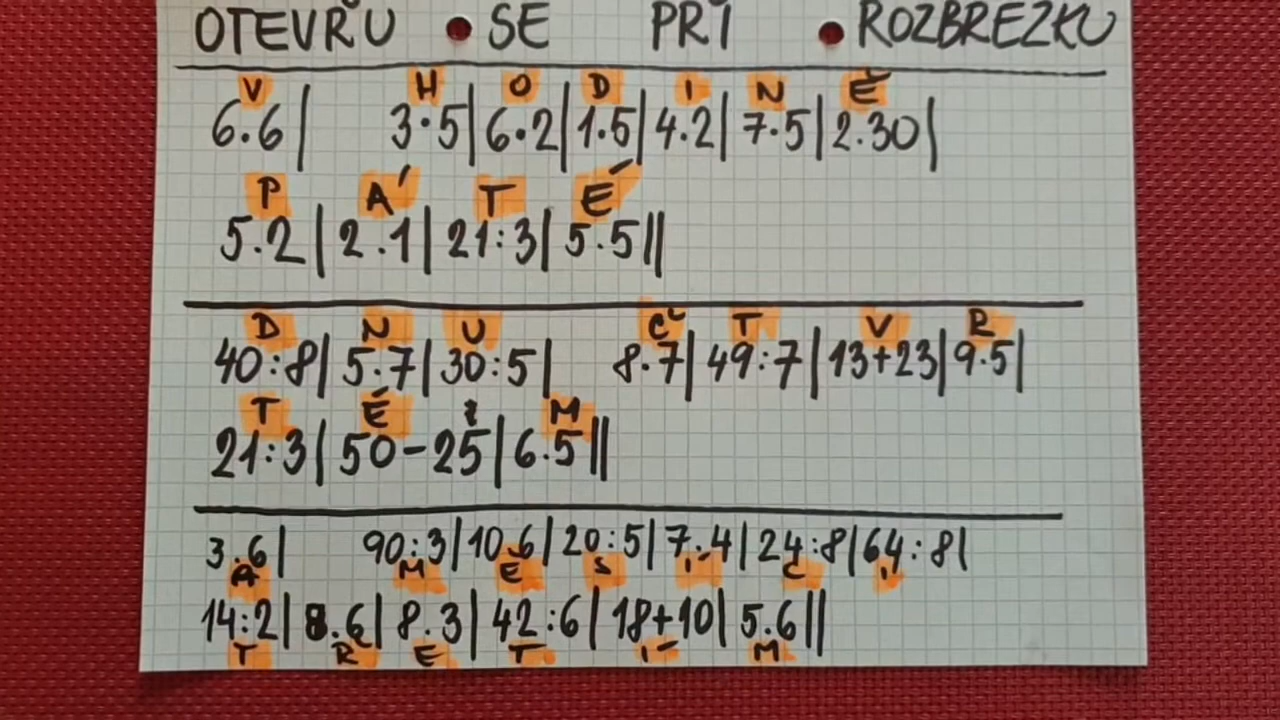 OTEVŘU SE PŘI ROZBREZKU
V H O D I N Ě
6.6| 3·5|6·2|1.5|4.2|7·5|2.30|
P Á T É
5.2|2.1|21:3|5.5||
D N U Č T V R
40:8|5.7|30:5| 8.7|49:7|13+23|9.5|
T É M
21:3|50-25|6.5||
3.6| 90:3|10.6|20:5|7.4|24:8|64:8|
A M Ě S Í C I
14:2|8.6|8.3|42:6|18+10|5.6||
T Ř E T Í M